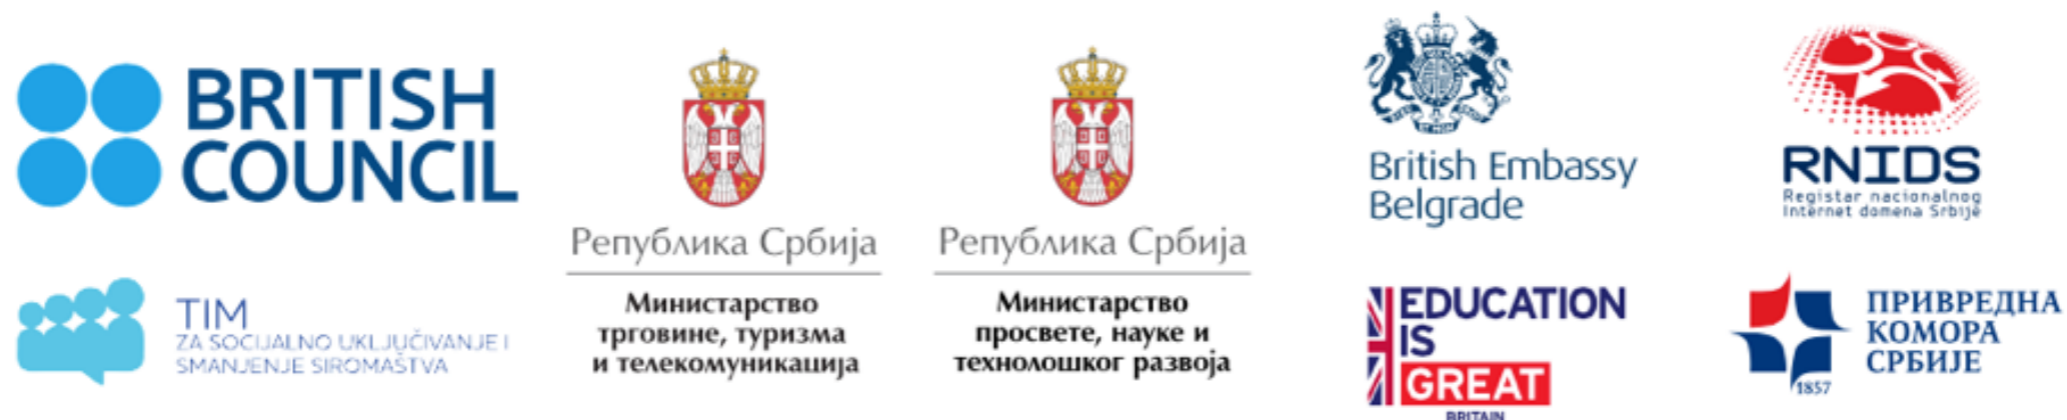 BRITISH
COUNCIL
TIM
ZA SOCIJALNO UKLJUČIVANJE I
SMANJENJE SIROMAŠTVA
Република Србија
Министарство
трговине, туризма
и телекомуникација
Република Србија
Министарство
просвете, науке и
технолошког развоја
British Embassy
Belgrade
EDUCATION
IS
GREAT
BRITAIN
RNIDS
Registar nacionalnog
Internet domena Srbije
ПРИВРЕДНА
КОМОРА
СРБИЈЕ
1857